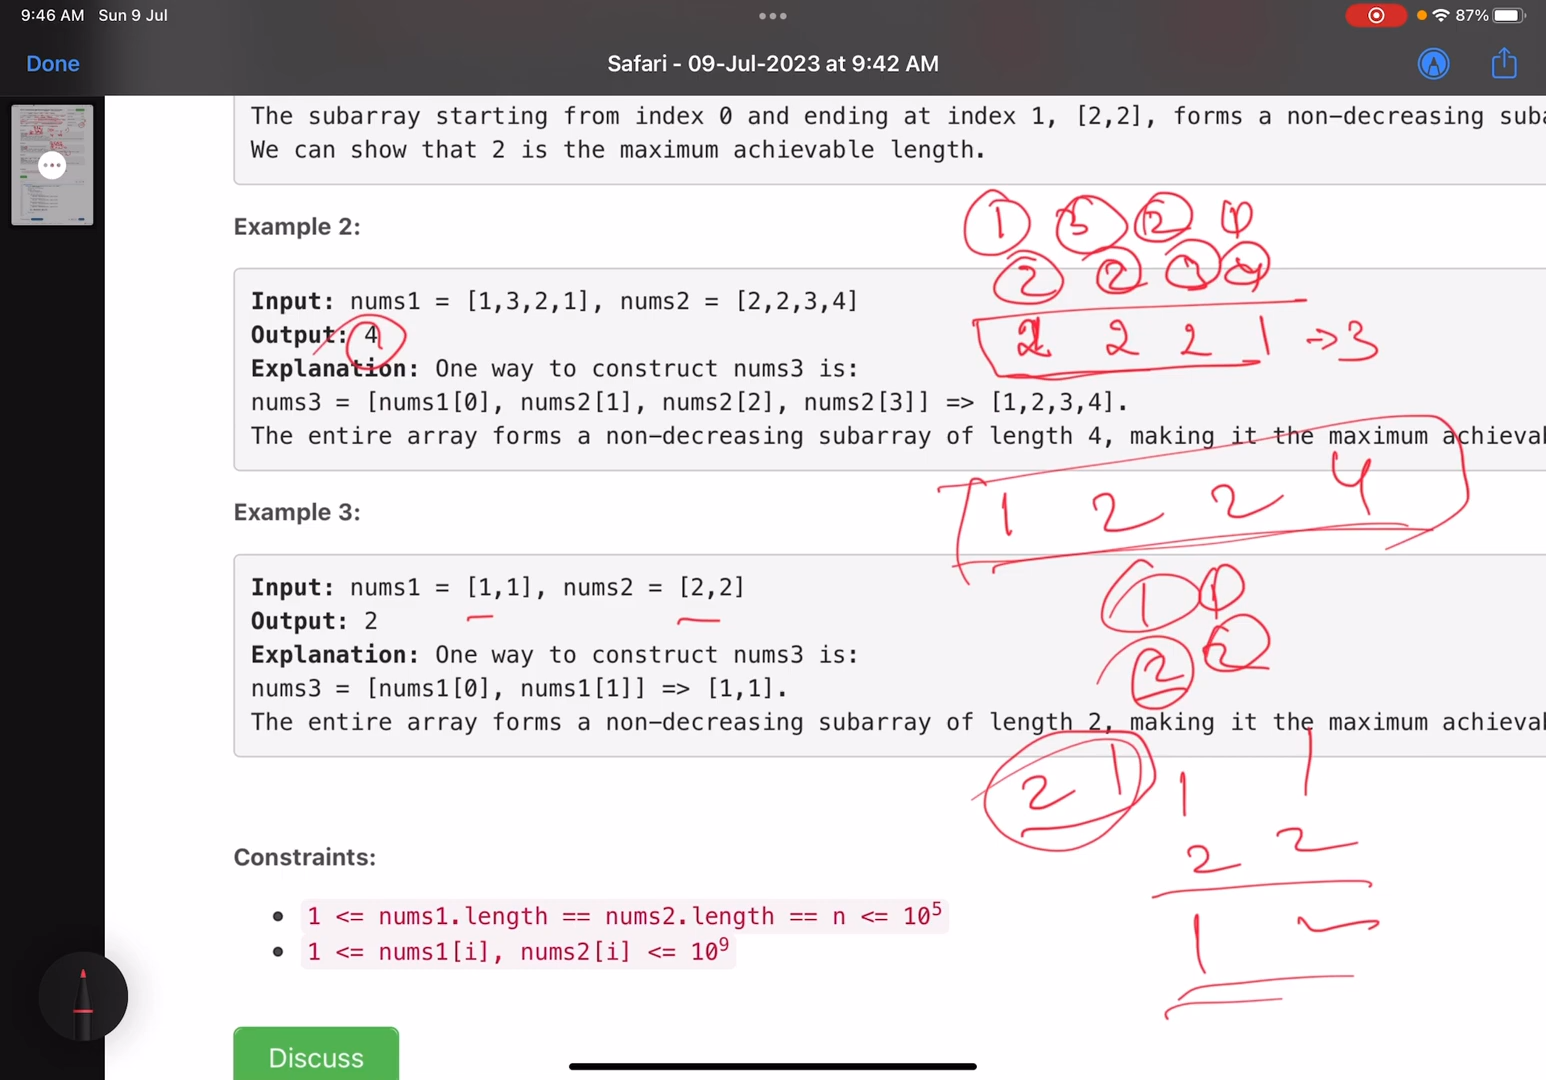 9:46 AM Sun 9 Jul
87%
Done
Safari - 09-Jul-2023 at 9:42 AM
The subarray starting from index 0 and ending at index 1, [2,2], forms a non-decreasing suba
We can show that 2 is the maximum achievable length.
Example 2:
1 3 2 1
2 2 3 4
Input: nums1 = [1,3,2,1], nums2 = [2,2,3,4]
Output: 4
2 2 2 1 -> 3
Explanation: One way to construct nums3 is:
nums3 = [nums1[0], nums2[1], nums2[2], nums2[3]] => [1,2,3,4].
The entire array forms a non-decreasing subarray of length 4, making it the maximum achieval
1 2 2 4
Example 3:
Input: nums1 = [1,1], nums2 = [2,2]
1 1
Output: 2
2 2
Explanation: One way to construct nums3 is:
nums3 = [nums1[0], nums1[1]] => [1,1].
The entire array forms a non-decreasing subarray of length 2, making it the maximum achieval
2 1
1 1
2 2
1
Constraints:
1 <= nums1.length == nums2.length == n <= 10⁵
1 <= nums1[i], nums2[i] <= 10⁹
Discuss